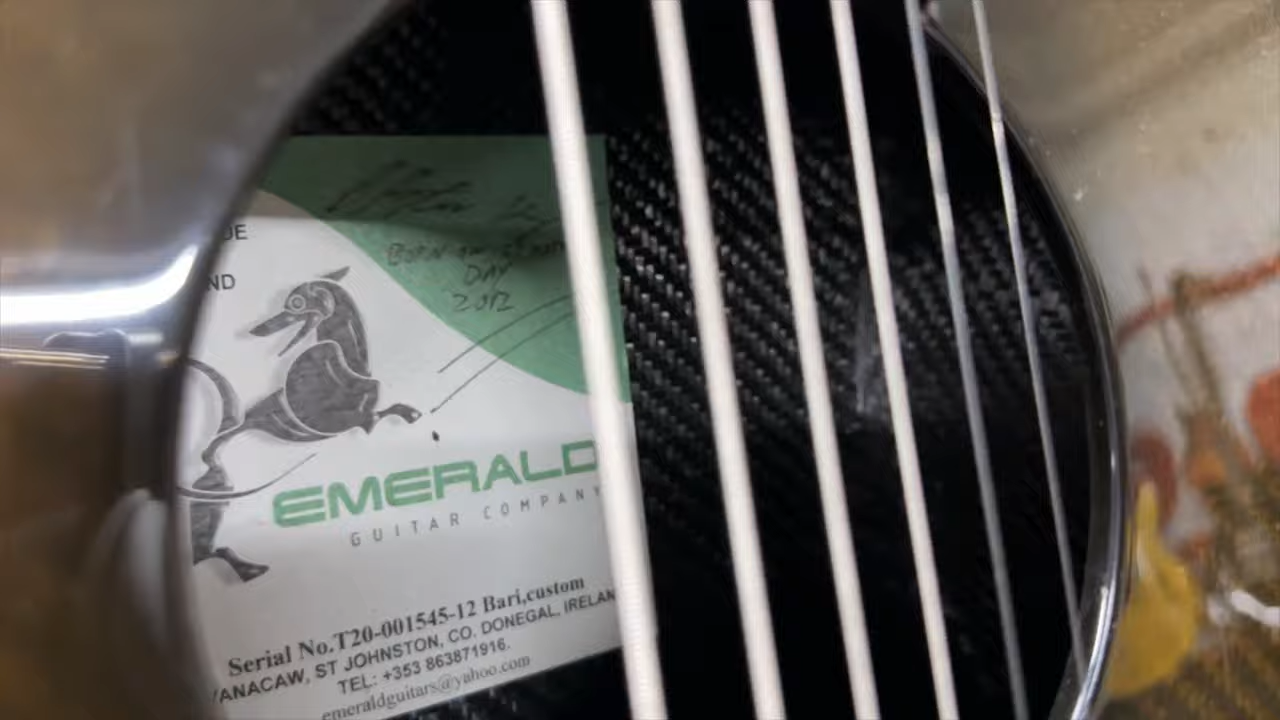 DE
ND
DAY
2012
EMERALD
GUITAR COMPANY
Serial No.T20-001545-12 Bari,custom
ANACAW, ST JOHNSTON, CO. DONEGAL, IRELAN
TEL: +353 863871916.
emeraldguitars@yahoo.com